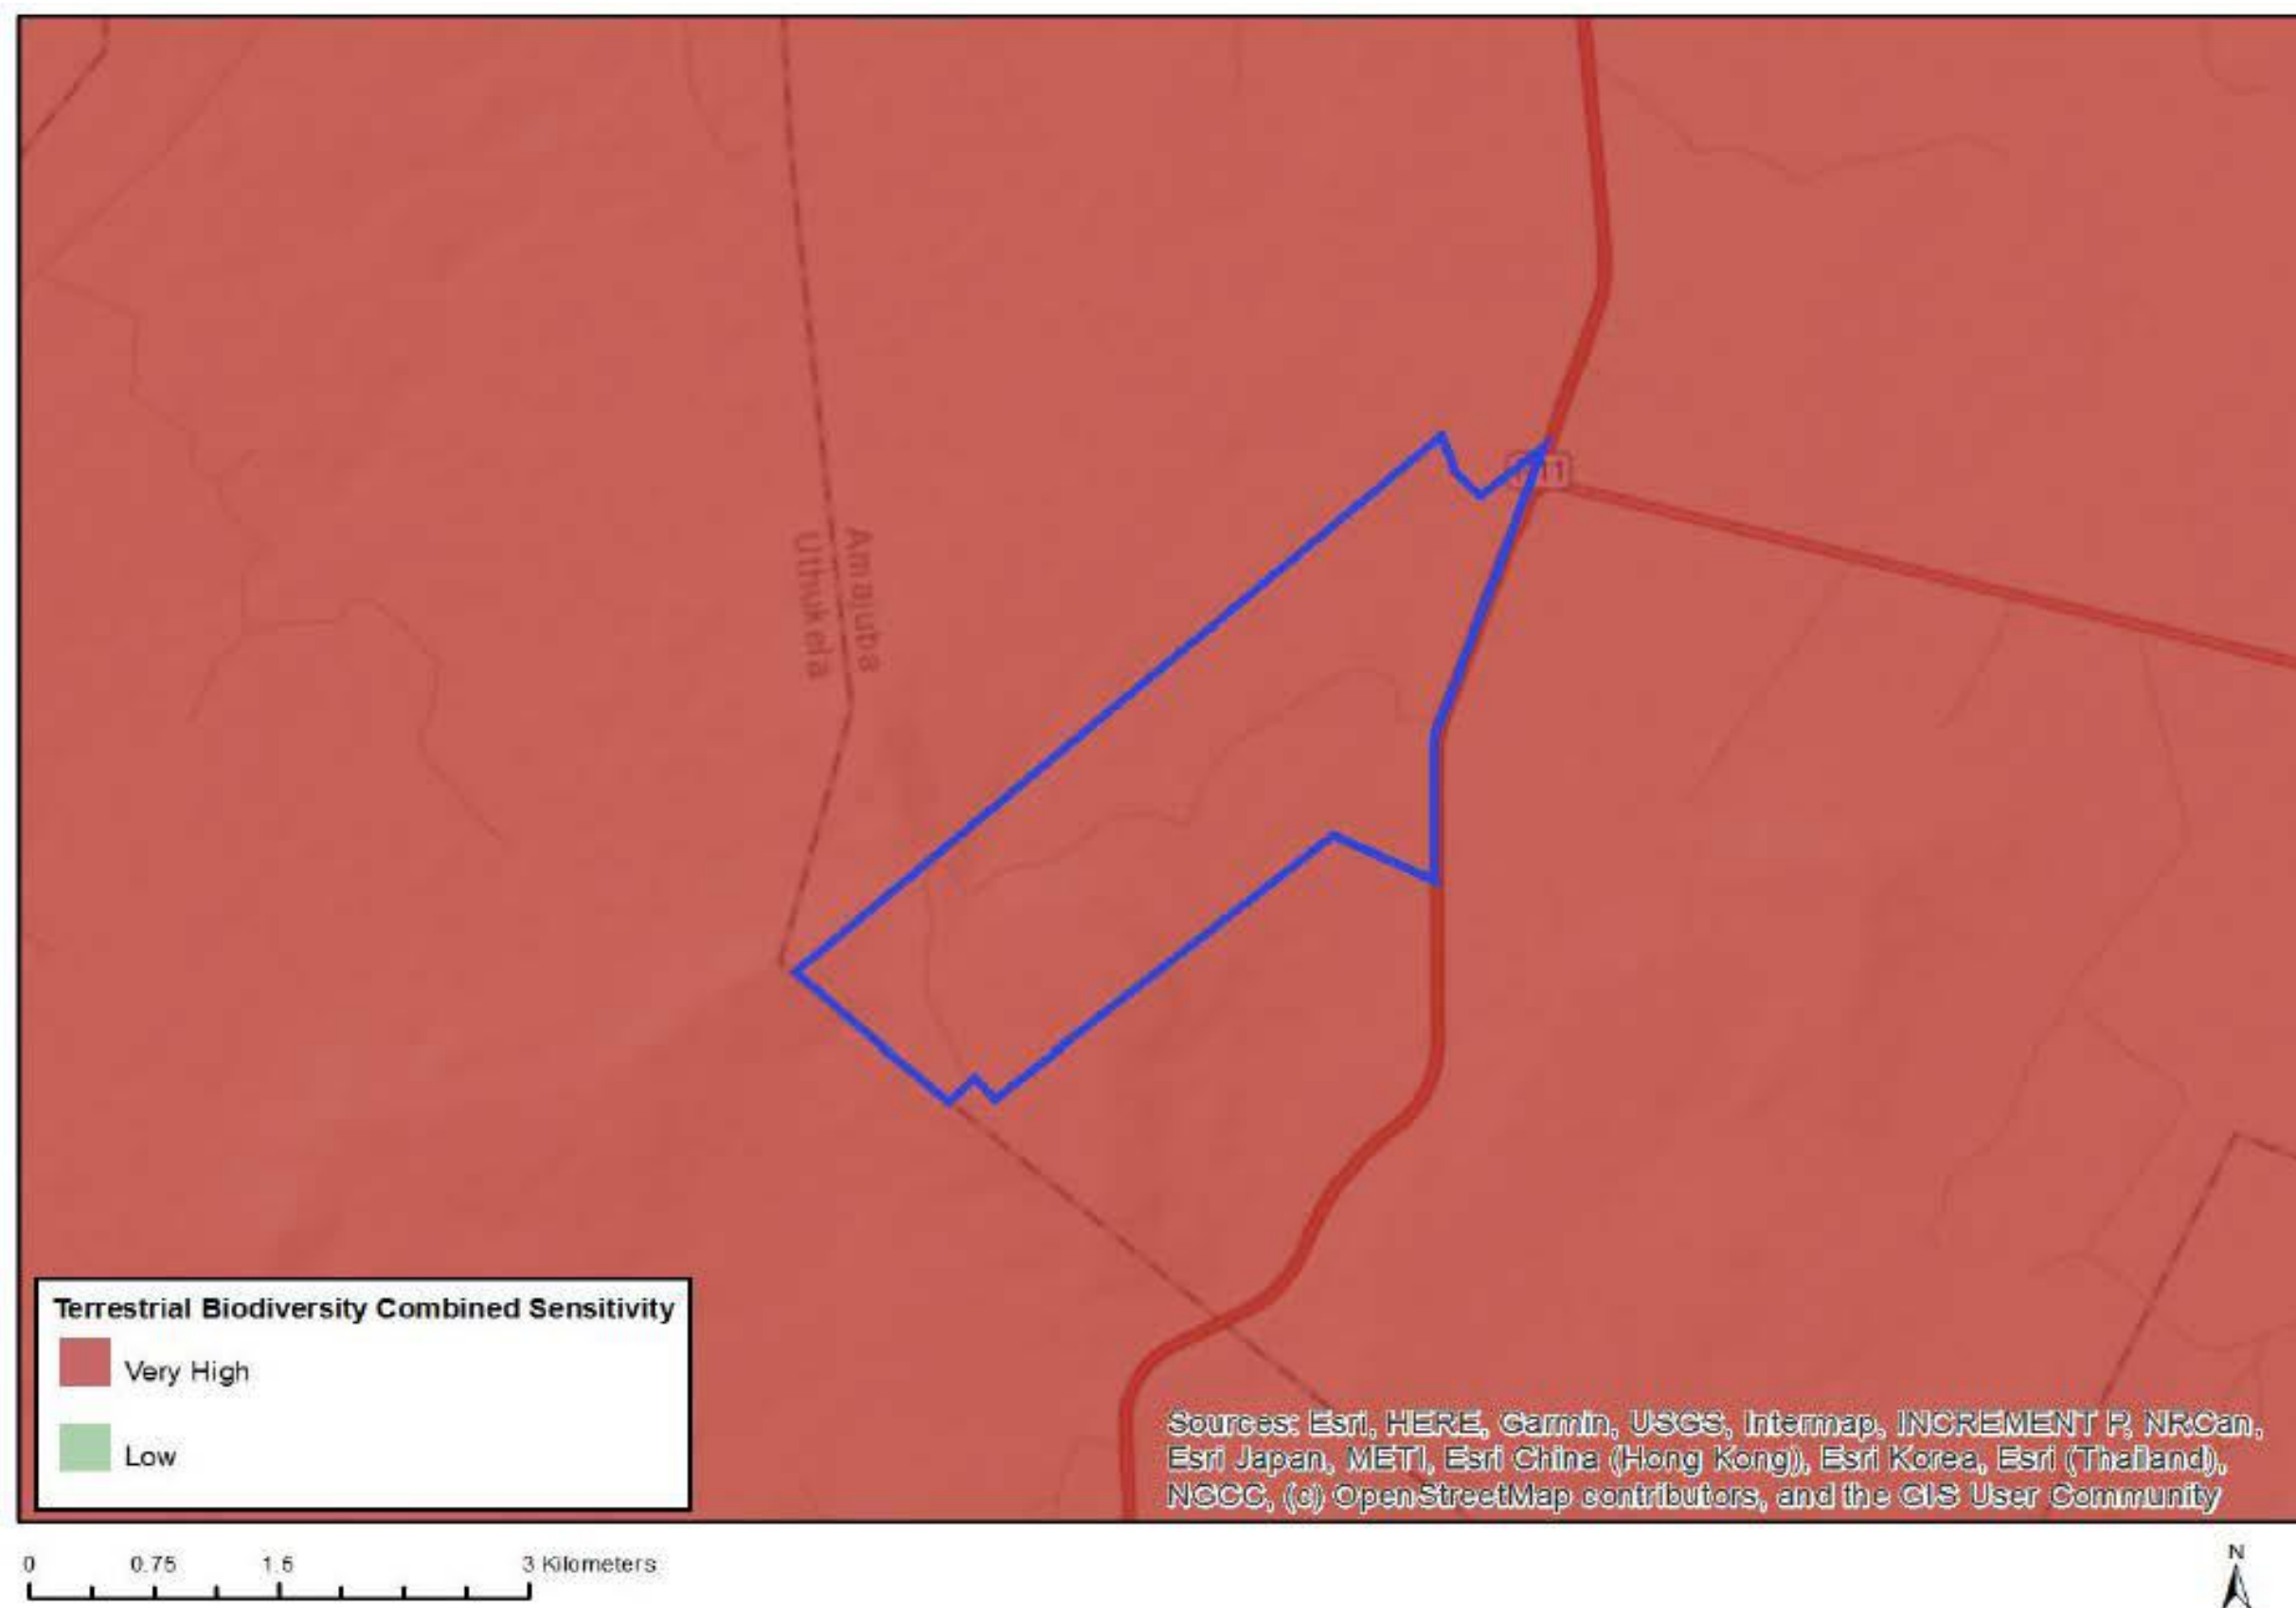 Amajuba
Uthukela
Terrestrial Biodiversity Combined Sensitivity
Very High
Low
Sources: Esri, HERE, Garmin, USGS, Intermap, INCREMENT P, NRCan,
Esri Japan, METI, Esri China (Hong Kong), Esri Korea, Esri (Thailand),
NGCC, (c) OpenStreetMap contributors, and the GIS User Community
0 0.75 1.5 3 Kilometers
N